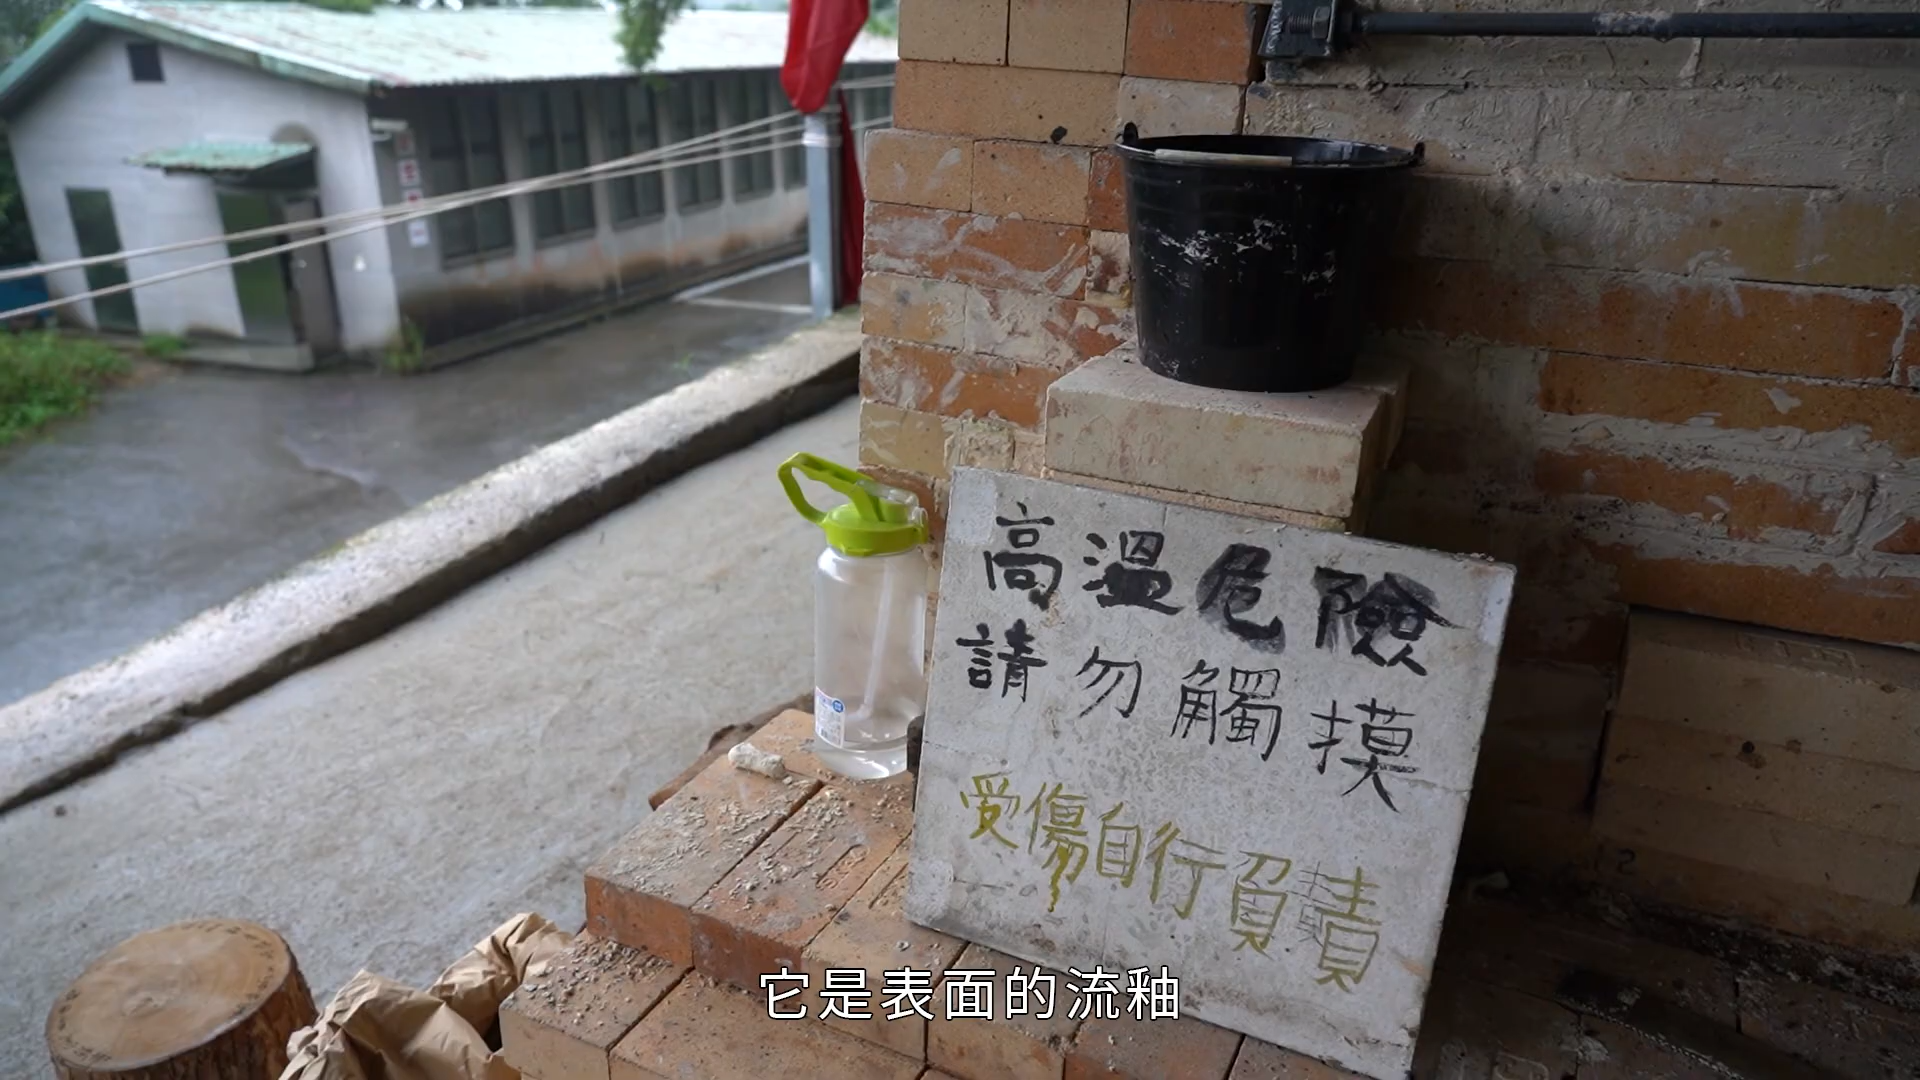 高溫危險
請勿觸摸
受傷自行負責
它是表面的流釉